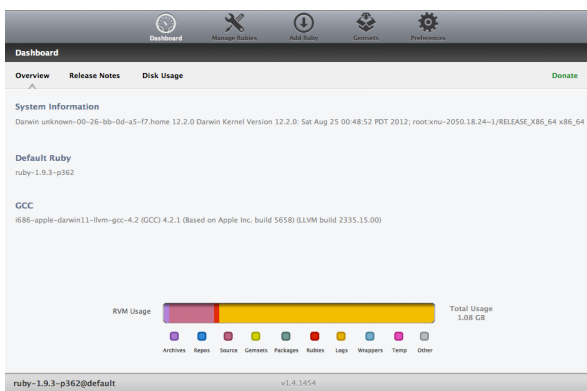 Dashboard Manage Rubies Add Ruby Gemsets Preferences
Dashboard
Overview Release Notes Disk Usage Donate
System Information
Darwin unknown-00-26-bb-0d-a5-f7.home 12.2.0 Darwin Kernel Version 12.2.0: Sat Aug 25 00:48:52 PDT 2012; root:xnu-2050.18.24~1/RELEASE_X86_64 x86_64
Default Ruby
ruby-1.9.3-p362
GCC
i686-apple-darwin11-llvm-gcc-4.2 (GCC) 4.2.1 (Based on Apple Inc. build 5658) (LLVM build 2335.15.00)
RVM Usage
Total Usage
1.08 GB
Archives Repos Source Gemsets Packages Rubies Logs Wrappers Temp Other
ruby-1.9.3-p362@default v1.4.1454